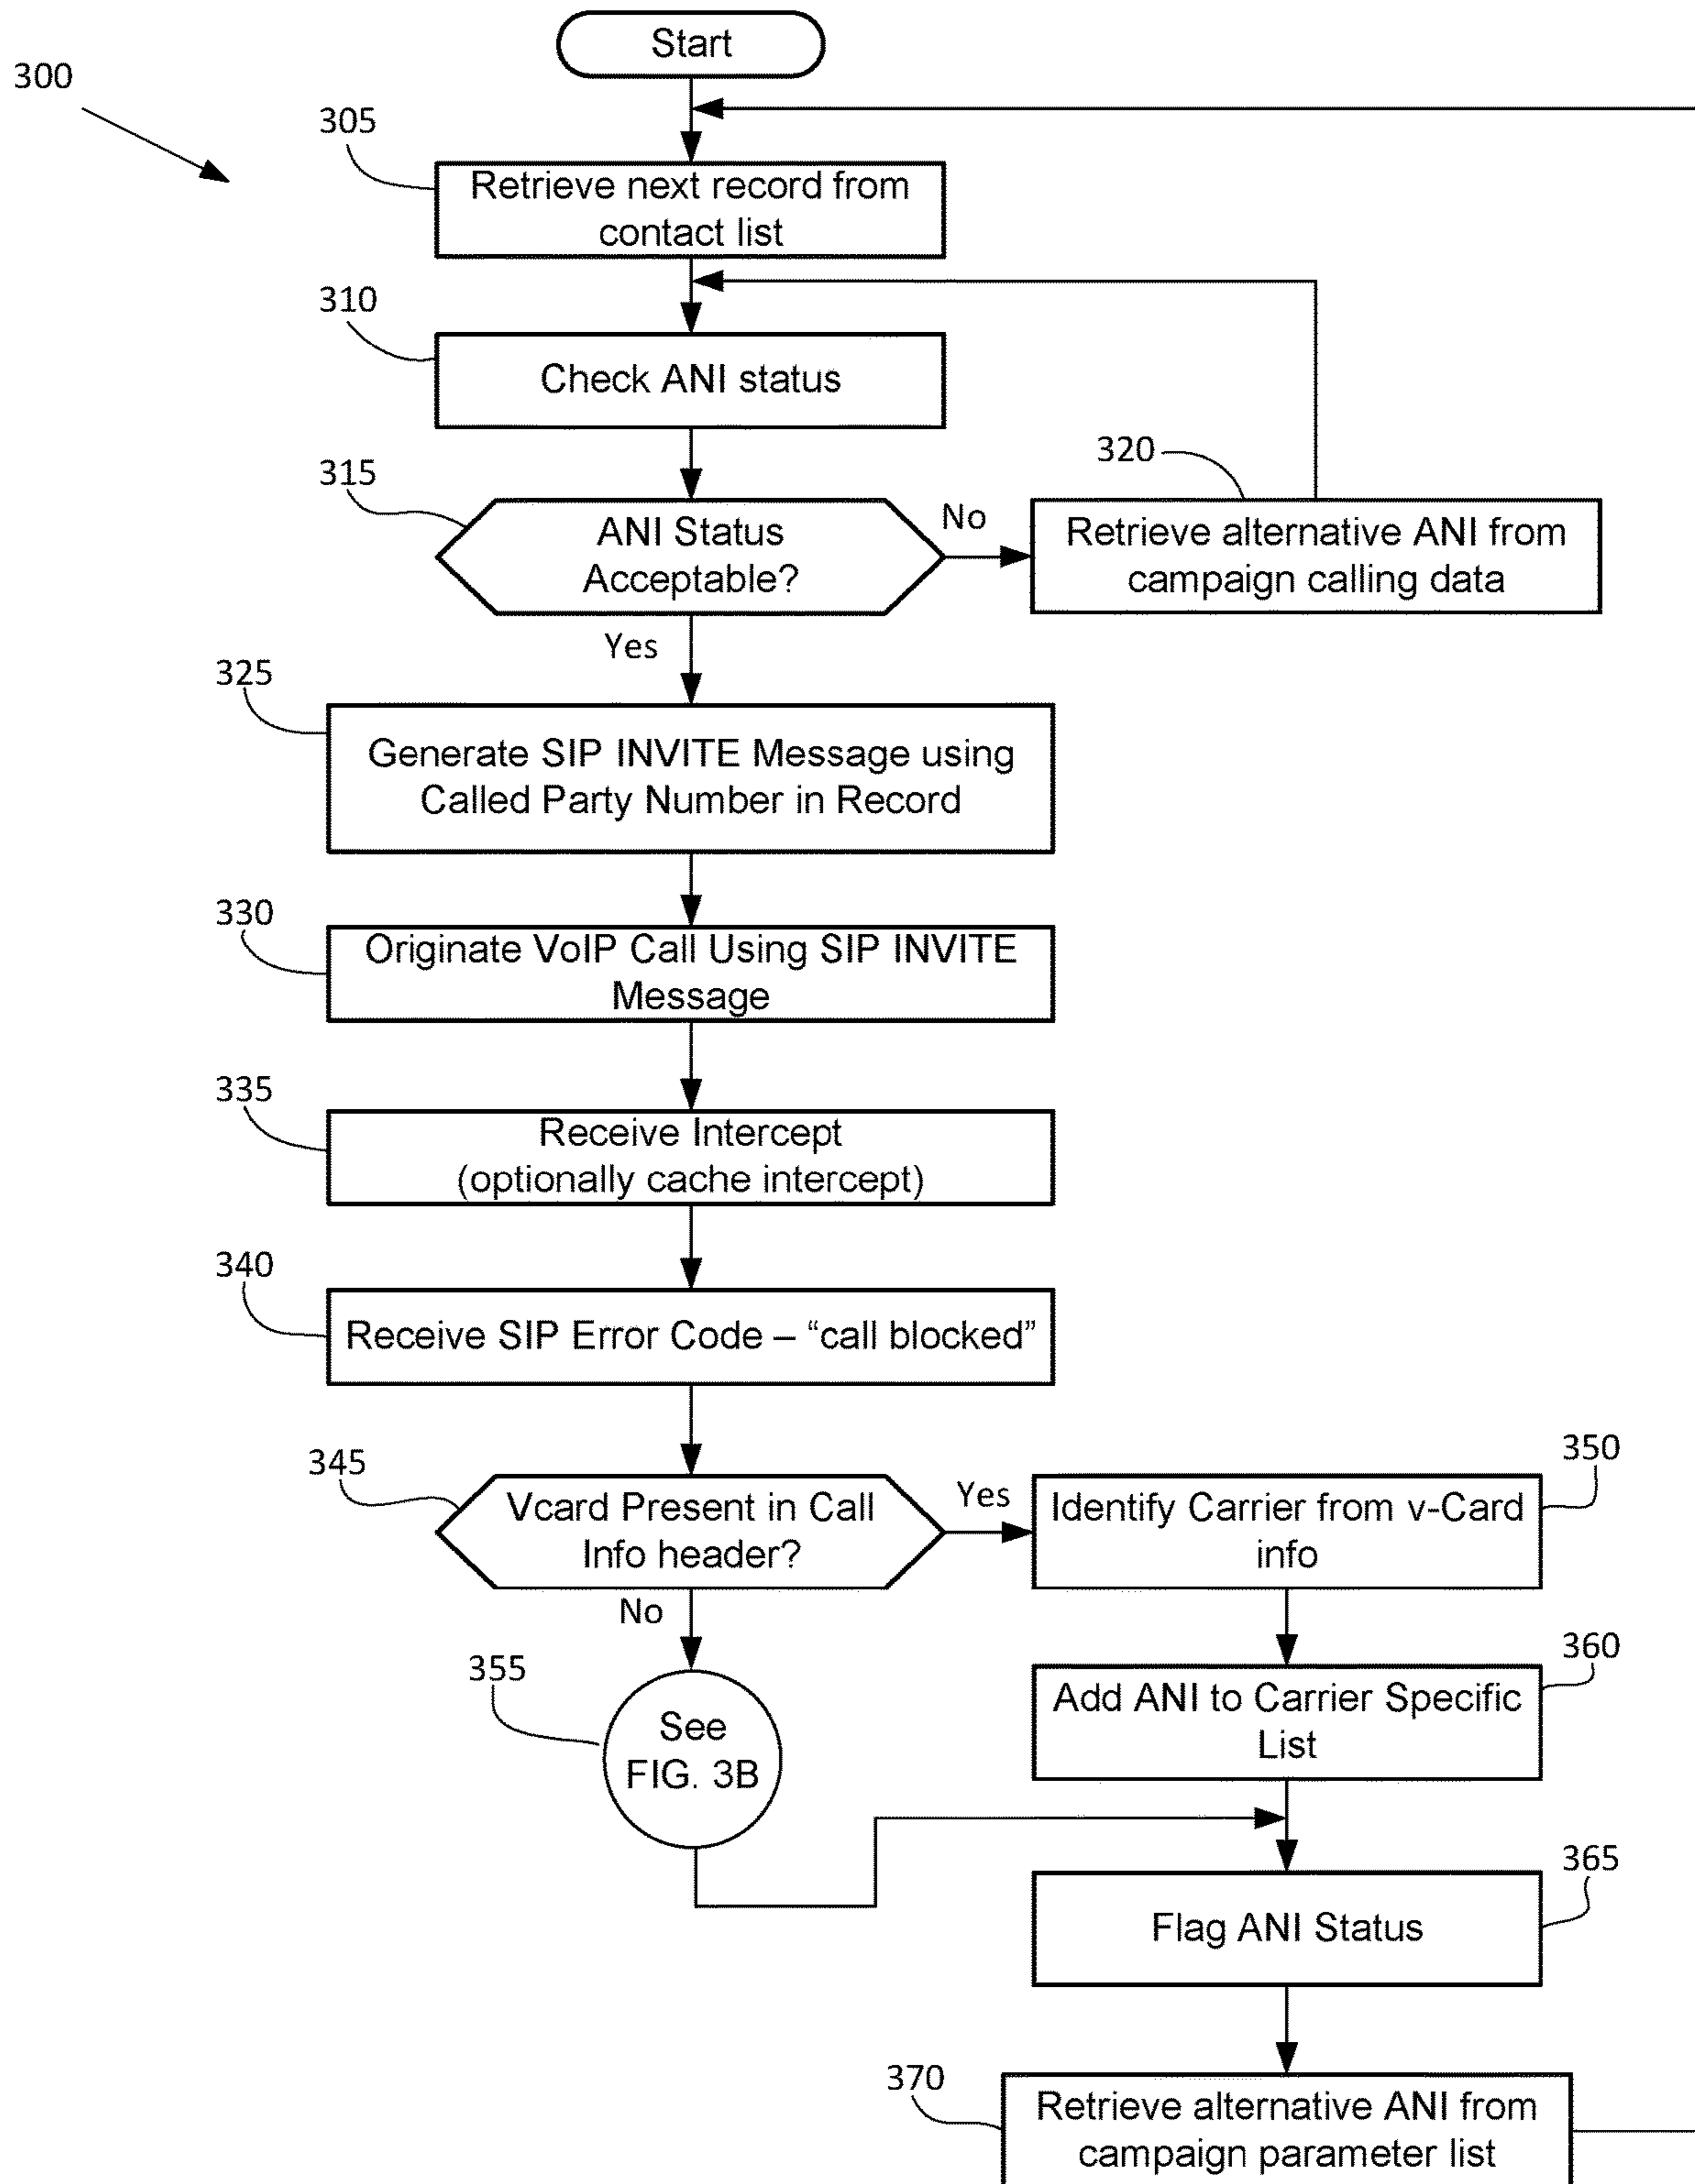 Start
300
305
Retrieve next record from
contact list
310
Check ANI status
315
ANI Status
Acceptable?
No
320
Retrieve alternative ANI from
campaign calling data
Yes
325
Generate SIP INVITE Message using
Called Party Number in Record
330
Originate VoIP Call Using SIP INVITE
Message
335
Receive Intercept
(optionally cache intercept)
340
Receive SIP Error Code – “call blocked”
345
Vcard Present in Call
Info header?
Yes
350
Identify Carrier from v-Card
info
No
355
See
FIG. 3B
360
Add ANI to Carrier Specific
List
365
Flag ANI Status
370
Retrieve alternative ANI from
campaign parameter list